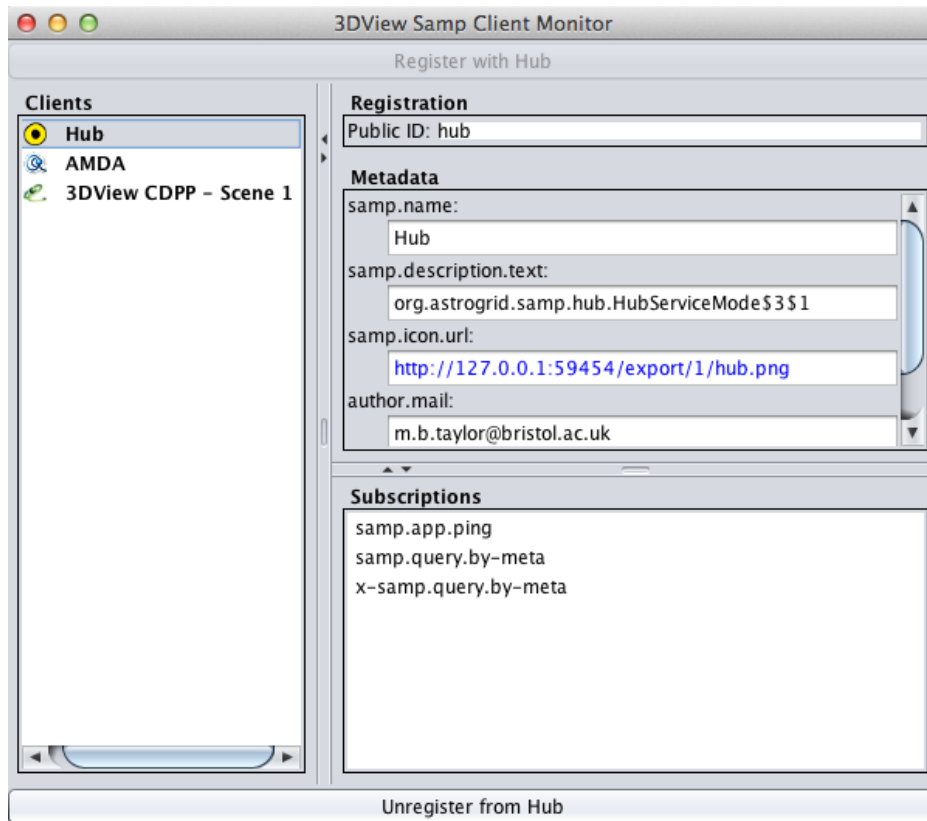 3DView Samp Client Monitor
Register with Hub
Clients
Hub
AMDA
3DView CDPP – Scene 1
Registration
Public ID: hub
Metadata
samp.name:
Hub
samp.description.text:
org.astrogrid.samp.hub.HubServiceMode$3$1
samp.icon.url:
http://127.0.0.1:59454/export/1/hub.png
author.mail:
m.b.taylor@bristol.ac.uk
Subscriptions
samp.app.ping
samp.query.by-meta
x-samp.query.by-meta
Unregister from Hub